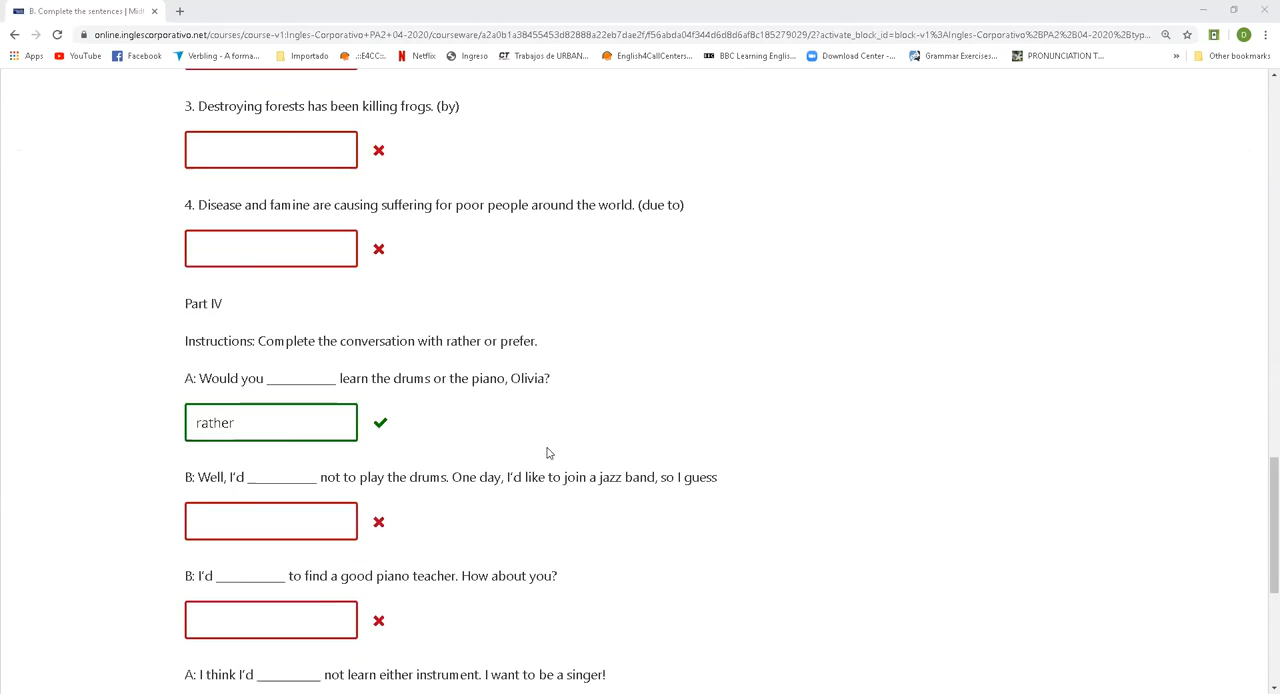 B. Complete the sentences | Midt
online.inglescorporativo.net/courses/course-v1:Ingles-Corporativo+PA2+04-2020/courseware/a2a0b1a38455453d82888a22eb7dae2f/f56abda04f344d6d8d6af8c185279029/2?activate_block_id=block-v1%3AIngles-Corporativo%2BPA2%2B04-2020%2Btyp...
D
Apps YouTube Facebook Verbling - A forma... Importado .::E4CC::. Netflix Ingreso CT Trabajos de URBAN... English4CallCenters... BBC BBC Learning Englis... Download Center -... Grammar Exercises... PRONUNCIATION T... » Other bookmarks
3. Destroying forests has been killing frogs. (by)
4. Disease and famine are causing suffering for poor people around the world. (due to)
Part IV
Instructions: Complete the conversation with rather or prefer.
A: Would you __________ learn the drums or the piano, Olivia?
rather
B: Well, I'd __________ not to play the drums. One day, I'd like to join a jazz band, so I guess
B: I'd __________ to find a good piano teacher. How about you?
A: I think I'd _________ not learn either instrument. I want to be a singer!